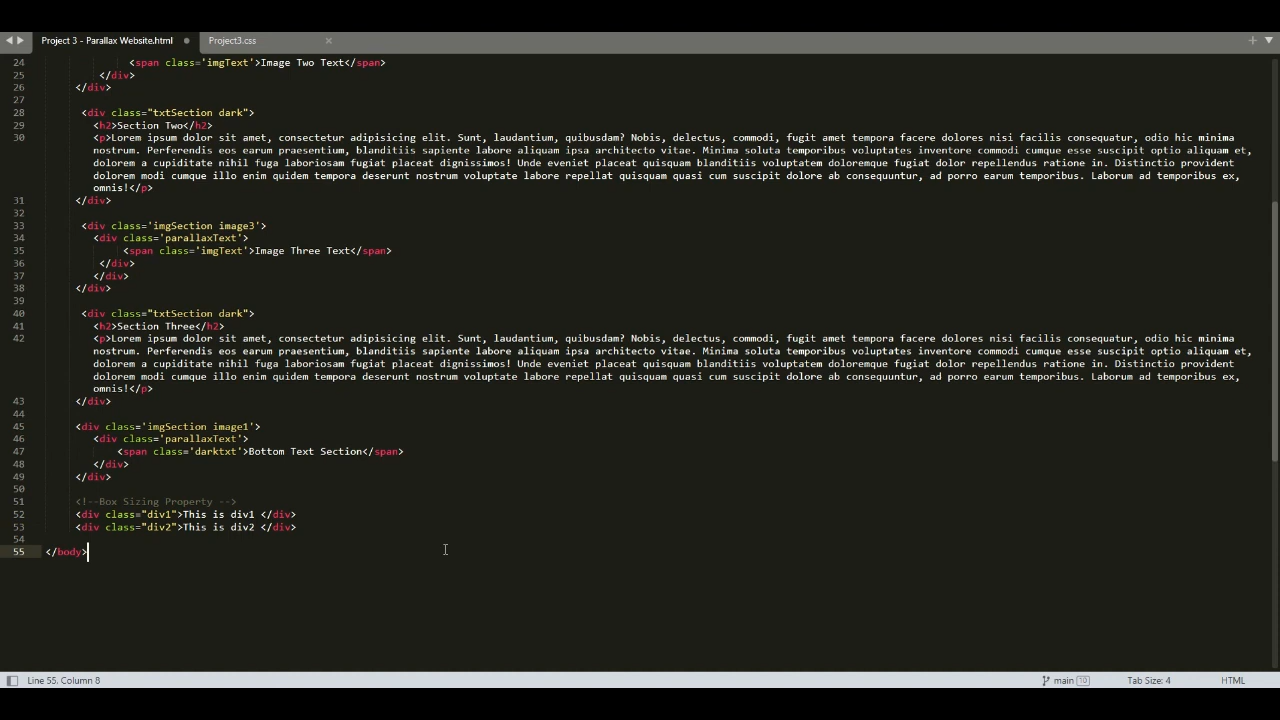 Project 3 - Parallax Website.html
Project3.css
24 <span class='imgText'>Image Two Text</span>
25 </div>
26 </div>
27
28 <div class="txtSection dark">
29 <h2>Section Two</h2>
30 <p>Lorem ipsum dolor sit amet, consectetur adipisicing elit. Sunt, laudantium, quibusdam? Nobis, delectus, commodi, fugit amet tempora facere dolores nisi facilis consequatur, odio hic minima
nostrum. Perferendis eos earum praesentium, blanditiis sapiente labore aliquam ipsa architecto vitae. Minima soluta temporibus voluptates inventore commodi cumque esse suscipit optio aliquam et,
dolorem a cupiditate nihil fuga laboriosam fugiat placeat dignissimos! Unde eveniet placeat quisquam blanditiis voluptatem doloremque fugiat dolor repellendus ratione in. Distinctio provident
dolorem modi cumque illo enim quidem tempora deserunt nostrum voluptate labore repellat quisquam quasi cum suscipit dolore ab consequuntur, ad porro earum temporibus. Laborum ad temporibus ex,
omnis!</p>
31 </div>
32
33 <div class='imgSection image3'>
34 <div class='parallaxText'>
35 <span class='imgText'>Image Three Text</span>
36 </div>
37 </div>
38 </div>
39
40 <div class="txtSection dark">
41 <h2>Section Three</h2>
42 <p>Lorem ipsum dolor sit amet, consectetur adipisicing elit. Sunt, laudantium, quibusdam? Nobis, delectus, commodi, fugit amet tempora facere dolores nisi facilis consequatur, odio hic minima
nostrum. Perferendis eos earum praesentium, blanditiis sapiente labore aliquam ipsa architecto vitae. Minima soluta temporibus voluptates inventore commodi cumque esse suscipit optio aliquam et,
dolorem a cupiditate nihil fuga laboriosam fugiat placeat dignissimos! Unde eveniet placeat quisquam blanditiis voluptatem doloremque fugiat dolor repellendus ratione in. Distinctio provident
dolorem modi cumque illo enim quidem tempora deserunt nostrum voluptate labore repellat quisquam quasi cum suscipit dolore ab consequuntur, ad porro earum temporibus. Laborum ad temporibus ex,
omnis!</p>
43 </div>
44
45 <div class='imgSection image1'>
46 <div class='parallaxText'>
47 <span class='darktxt'>Bottom Text Section</span>
48 </div>
49 </div>
50
51 <!--Box Sizing Property -->
52 <div class="div1">This is div1 </div>
53 <div class="div2">This is div2 </div>
54
55 </body>
Line 55, Column 8
main 10
Tab Size: 4
HTML